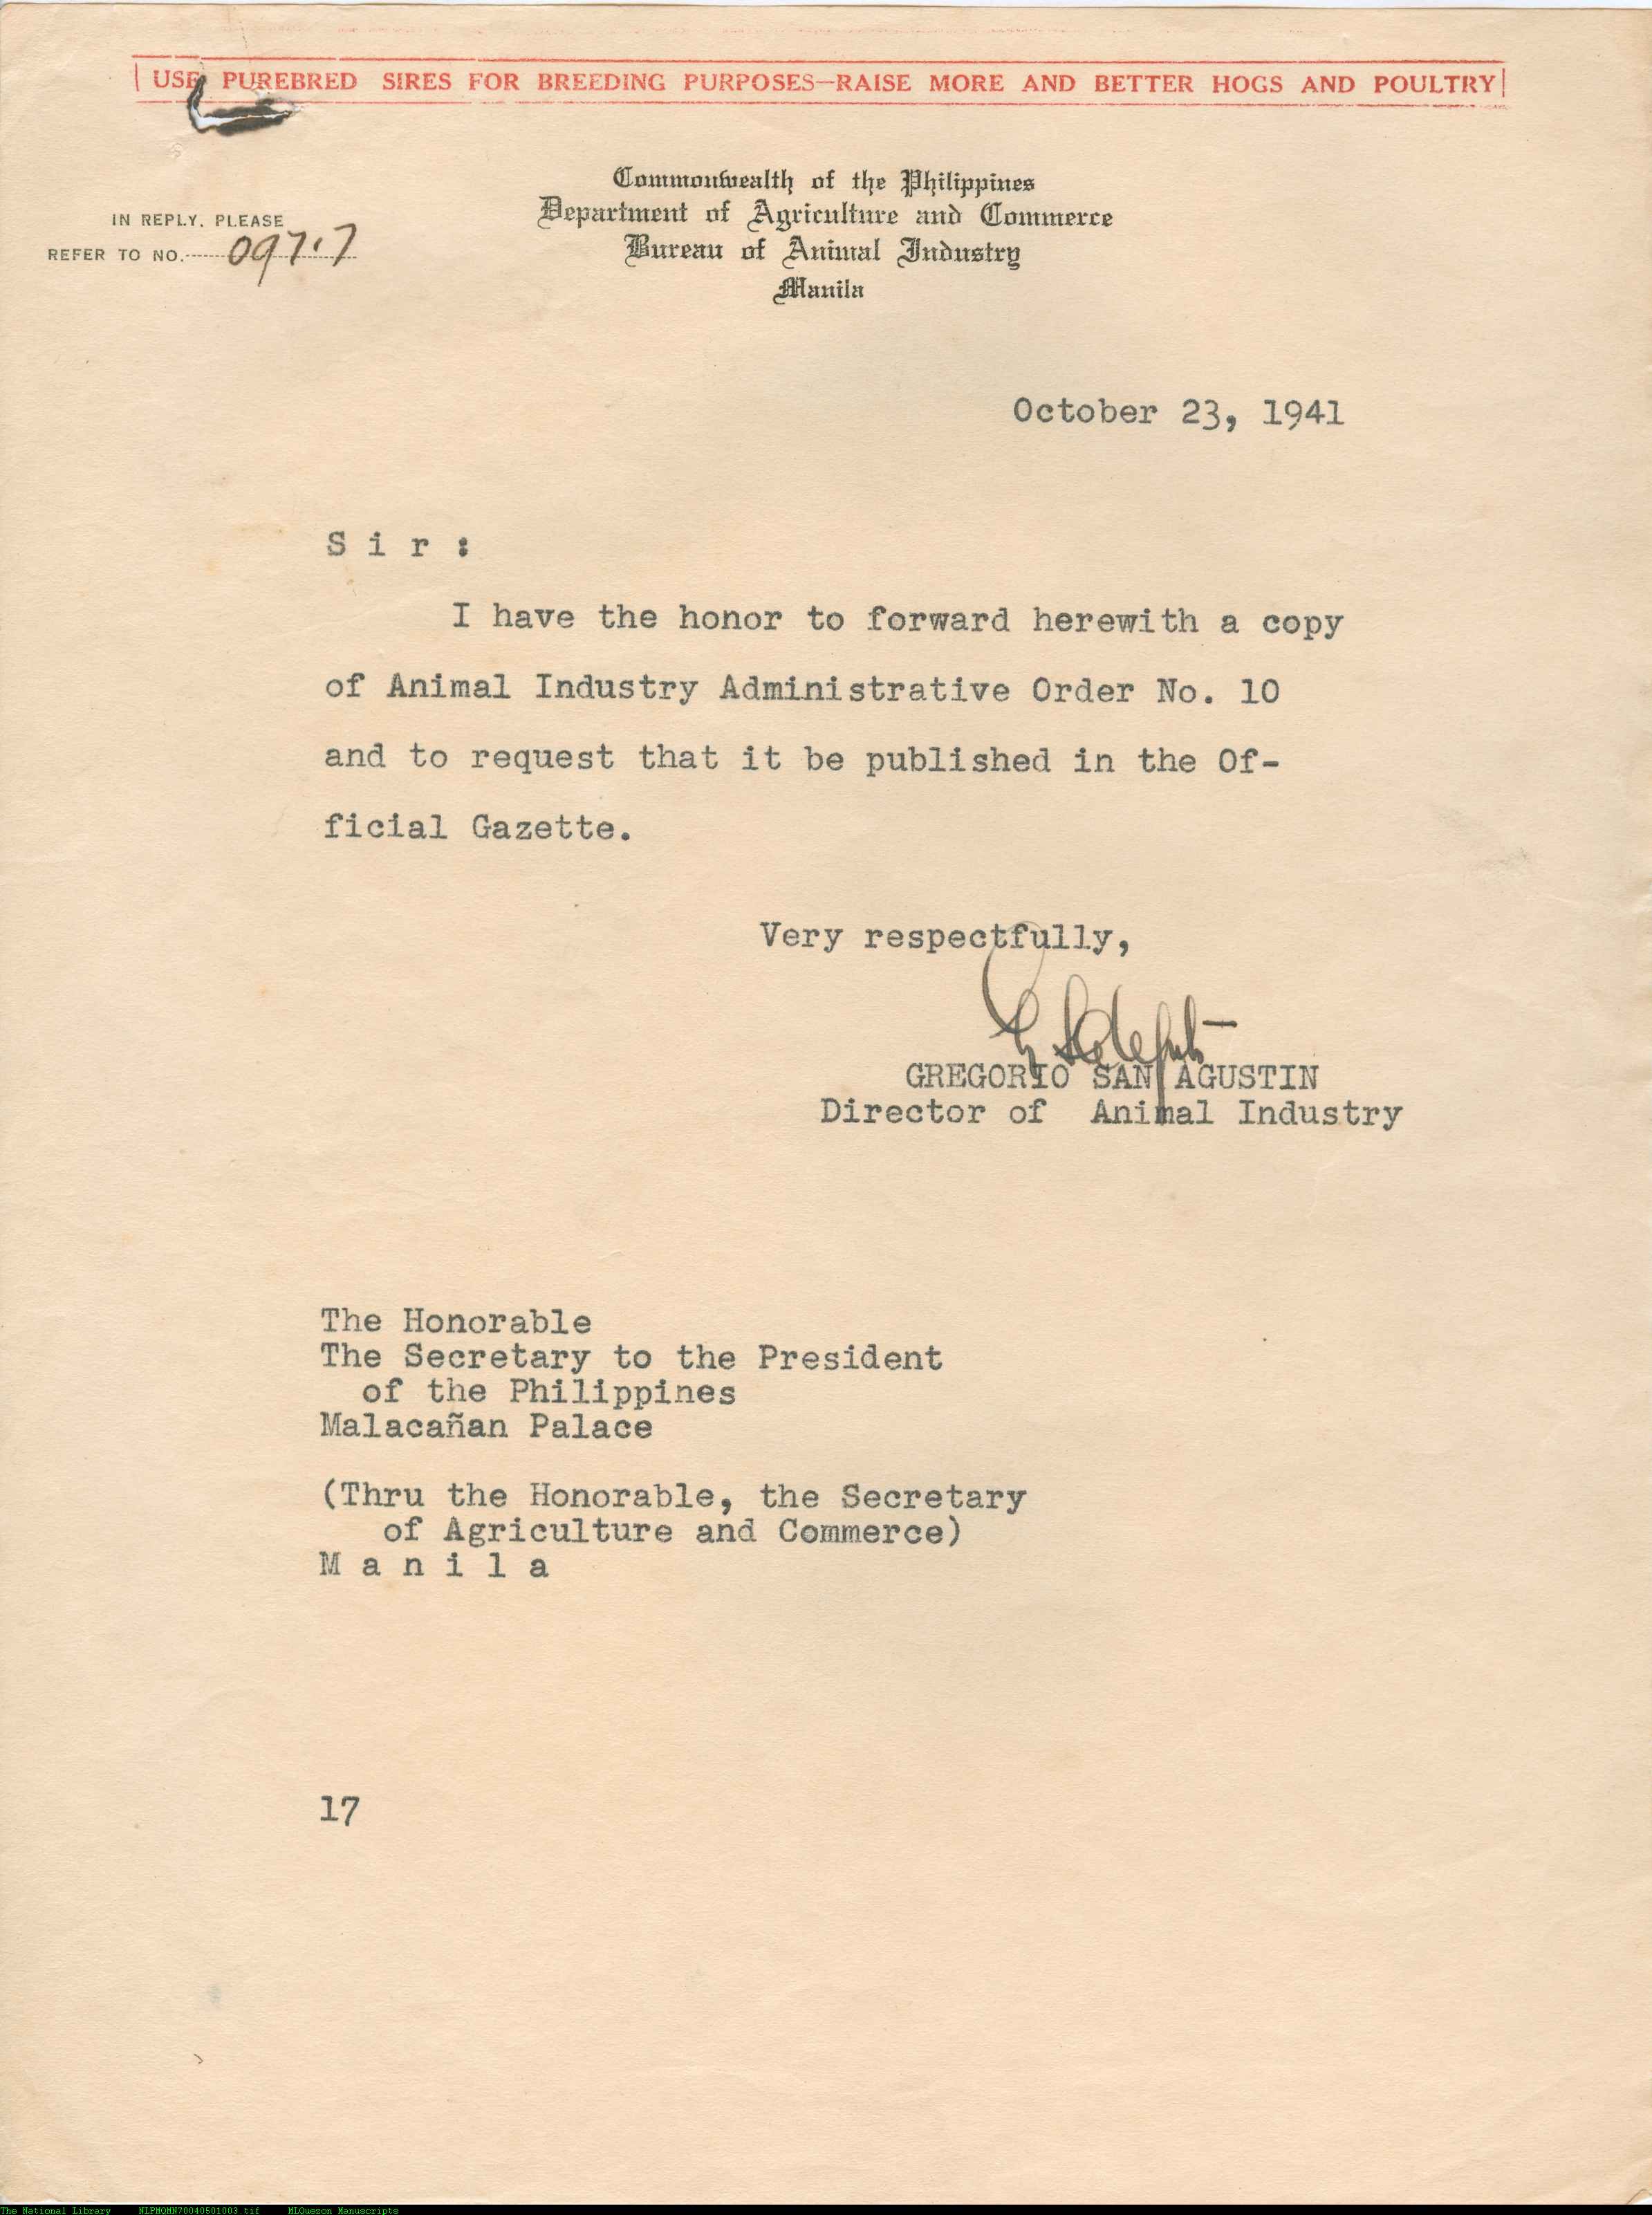 USE PUREBRED SIRES FOR BREEDING PURPOSES—RAISE MORE AND BETTER HOGS AND POULTRY
Commonwealth of the Philippines
Department of Agriculture and Commerce
Bureau of Animal Industry
Manila
IN REPLY, PLEASE
REFER TO NO. 097.7
October 23, 1941
S i r :
I have the honor to forward herewith a copy
of Animal Industry Administrative Order No. 10
and to request that it be published in the Of-
ficial Gazette.
Very respectfully,
GREGORIO SAN AGUSTIN
Director of Animal Industry
The Honorable
The Secretary to the President
of the Philippines
Malacañan Palace
(Thru the Honorable, the Secretary
of Agriculture and Commerce)
M a n i l a
17
The National Library NLPMQMN70040501003.tif MLQuezon Manuscripts